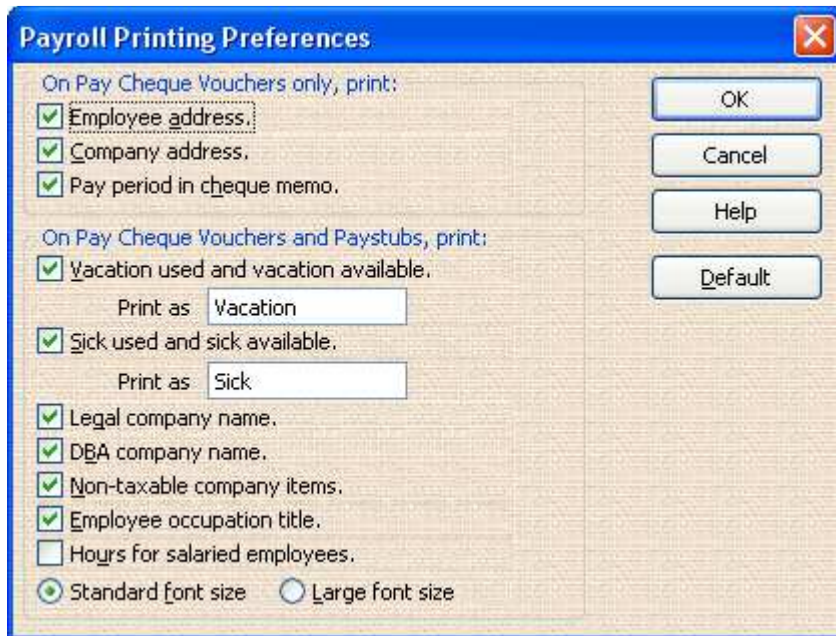 Payroll Printing Preferences
On Pay Cheque Vouchers only, print:
Employee address.
Company address.
Pay period in cheque memo.
On Pay Cheque Vouchers and Paystubs, print:
Vacation used and vacation available.
Print as Vacation
Sick used and sick available.
Print as Sick
Legal company name.
DBA company name.
Non-taxable company items.
Employee occupation title.
Hours for salaried employees.
Standard font size Large font size
OK
Cancel
Help
Default